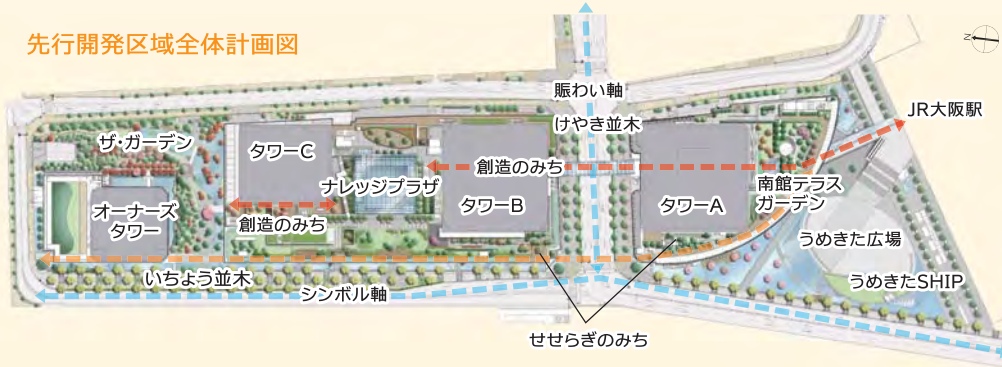 先行開発区域全体計画図
N
賑わい軸
JR大阪駅
けやき並木
ザ・ガーデン
タワーC
創造のみち
ナレッジプラザ
南館テラス
ガーデン
オーナーズ
タワー
タワーB
タワーA
創造のみち
うめきた広場
いちょう並木
うめきたSHIP
シンボル軸
せせらぎのみち